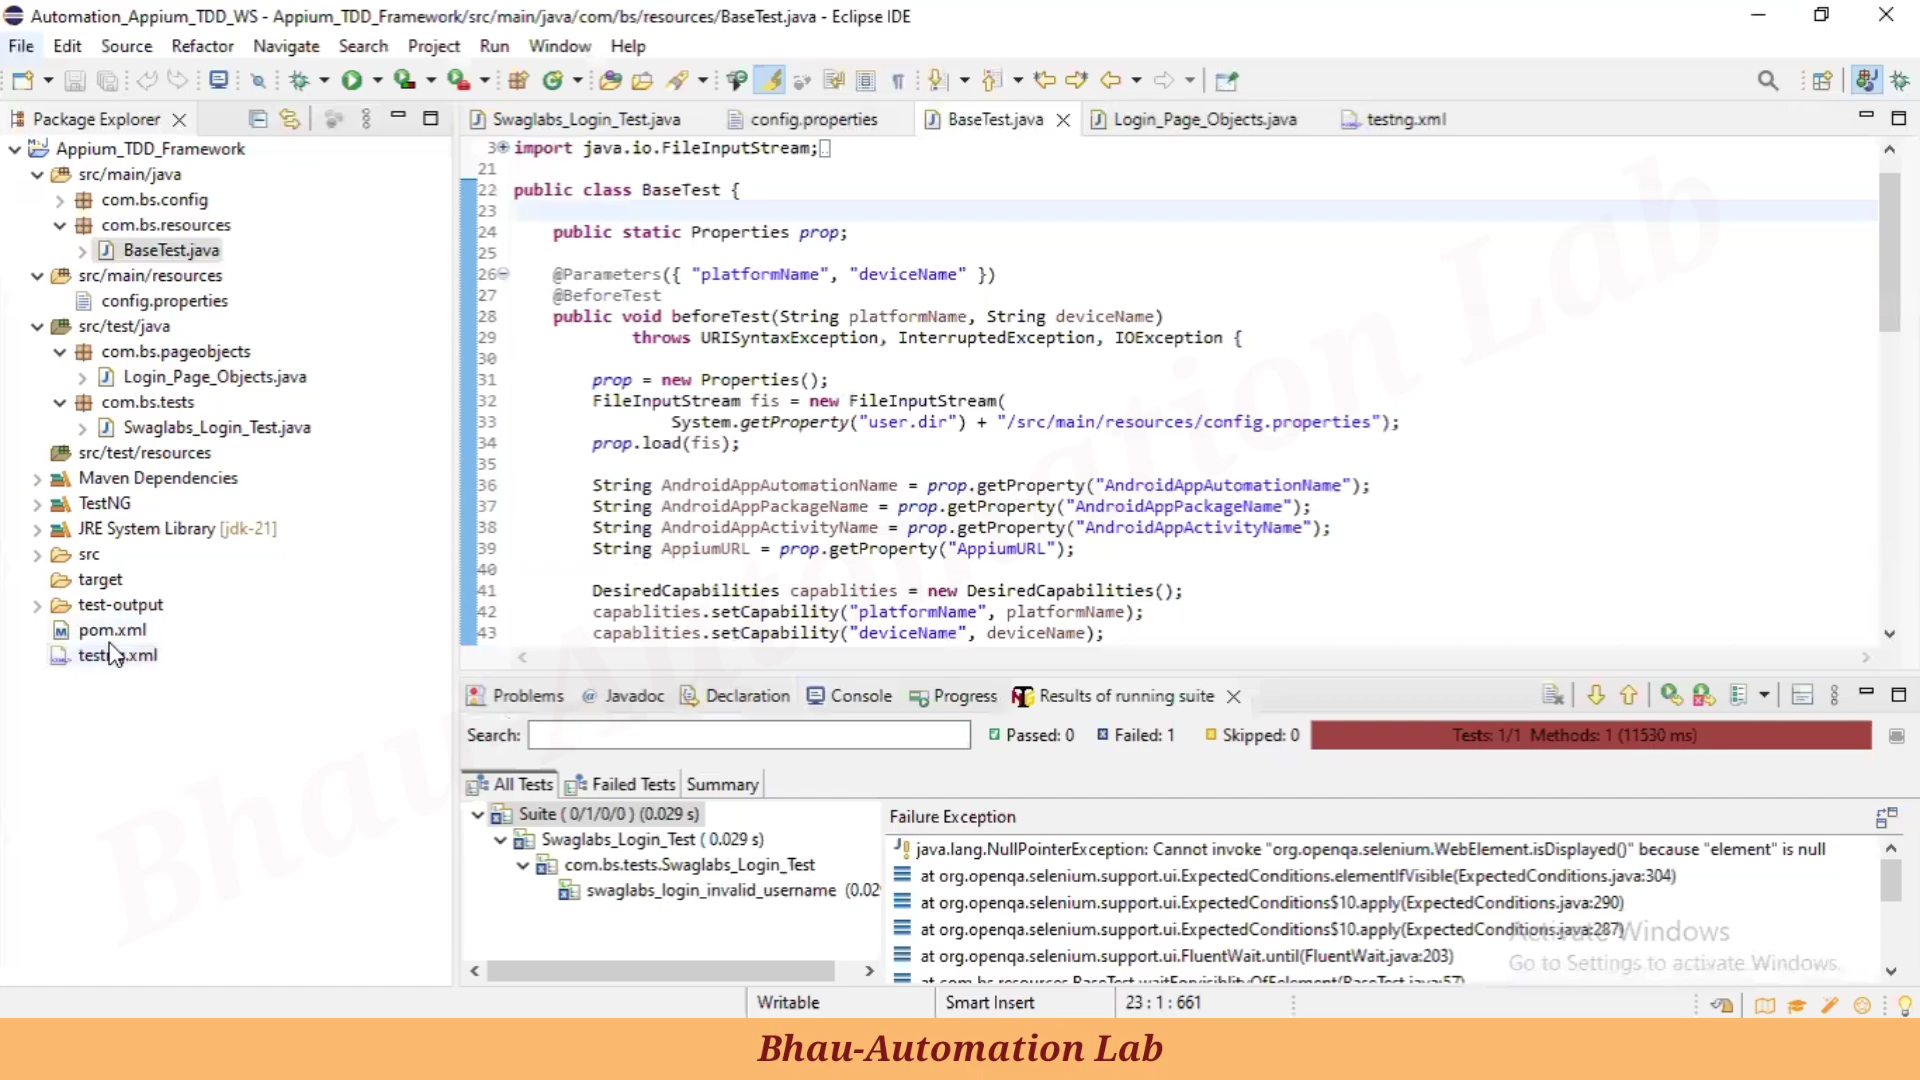 Automation_Appium_TDD_WS - Appium_TDD_Framework/src/main/java/com/bs/resources/BaseTest.java - Eclipse IDE
File Edit Source Refactor Navigate Search Project Run Window Help
Package Explorer
Swaglabs_Login_Test.java config.properties BaseTest.java Login_Page_Objects.java testng.xml
Appium_TDD_Framework
src/main/java
com.bs.config
com.bs.resources
BaseTest.java
src/main/resources
config.properties
src/test/java
com.bs.pageobjects
Login_Page_Objects.java
com.bs.tests
Swaglabs_Login_Test.java
src/test/resources
Maven Dependencies
TestNG
JRE System Library [jdk-21]
src
target
test-output
pom.xml
3 import java.io.FileInputStream;
21
22 public class BaseTest {
23
24 public static Properties prop;
25
26 @Parameters({ "platformName", "deviceName" })
27 @BeforeTest
28 public void beforeTest(String platformName, String deviceName)
29 throws URISyntaxException, InterruptedException, IOException {
30
31 prop = new Properties();
32 FileInputStream fis = new FileInputStream(
33 System.getProperty("user.dir") + "/src/main/resources/config.properties");
34 prop.load(fis);
35
36 String AndroidAppAutomationName = prop.getProperty("AndroidAppAutomationName");
37 String AndroidAppPackageName = prop.getProperty("AndroidAppPackageName");
38 String AndroidAppActivityName = prop.getProperty("AndroidAppActivityName");
39 String AppiumURL = prop.getProperty("AppiumURL");
40
41 DesiredCapabilities capablities = new DesiredCapabilities();
42 capablities.setCapability("platformName", platformName);
43 capablities.setCapability("deviceName", deviceName);
Bhau-Automation Lab
Problems Javadoc Declaration Console Progress Results of running suite
Search: Passed: 0 Failed: 1 Skipped: 0 Tests: 1/1 Methods: 1 (11530 ms)
All Tests Failed Tests Summary
Suite ( 0/1/0/0 ) (0.029 s)
Swaglabs_Login_Test ( 0.029 s)
com.bs.tests.Swaglabs_Login_Test
swaglabs_login_invalid_username (0.02
Failure Exception
java.lang.NullPointerException: Cannot invoke "org.openqa.selenium.WebElement.isDisplayed()" because "element" is null
at org.openqa.selenium.support.ui.ExpectedConditions.elementIfVisible(ExpectedConditions.java:304)
at org.openqa.selenium.support.ui.ExpectedConditions$10.apply(ExpectedConditions.java:290)
at org.openqa.selenium.support.ui.ExpectedConditions$10.apply(ExpectedConditions.java:287)
at org.openqa.selenium.support.ui.FluentWait.until(FluentWait.java:203)
Activate Windows
Go to Settings to activate Windows.
Writable Smart Insert 23 : 1 : 661
Bhau-Automation Lab